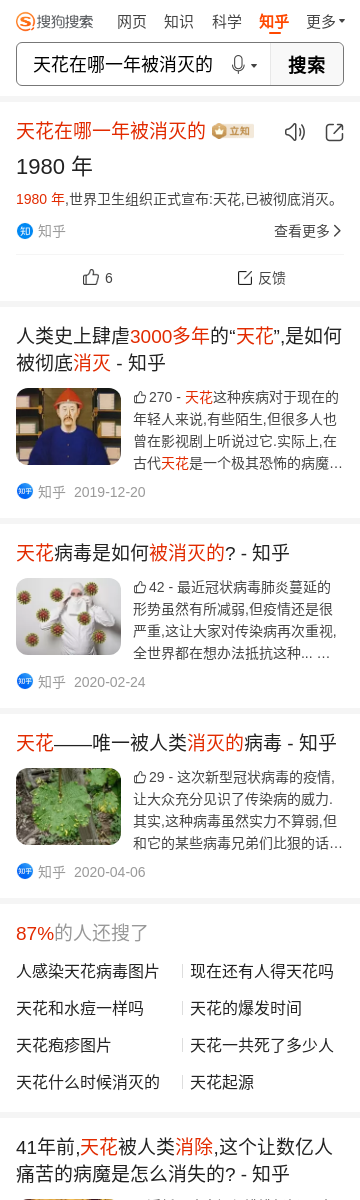 搜狗搜索 网页 知识 科学 知乎 更多
天花在哪一年被消灭的 搜索
天花在哪一年被消灭的 立知
1980 年
1980 年,世界卫生组织正式宣布:天花,已被彻底消灭。
知 知乎 查看更多
6 反馈
人类史上肆虐3000多年的“天花”,是如何
被彻底消灭 - 知乎
270 - 天花这种疾病对于现在的
年轻人来说,有些陌生,但很多人也
曾在影视剧上听说过它.实际上,在
古代天花是一个极其恐怖的病魔...
知乎 知乎 2019-12-20
天花病毒是如何被消灭的? - 知乎
42 - 最近冠状病毒肺炎蔓延的
形势虽然有所减弱,但疫情还是很
严重,这让大家对传染病再次重视,
全世界都在想办法抵抗这种... ...
知乎 知乎 2020-02-24
天花——唯一被人类消灭的病毒 - 知乎
29 - 这次新型冠状病毒的疫情,
让大众充分见识了传染病的威力.
其实,这种病毒虽然实力不算弱,但
和它的某些病毒兄弟们比狠的话...
知乎 知乎 2020-04-06
87%的人还搜了
人感染天花病毒图片 现在还有人得天花吗
天花和水痘一样吗 天花的爆发时间
天花疱疹图片 天花一共死了多少人
天花什么时候消灭的 天花起源
41年前,天花被人类消除,这个让数亿人
痛苦的病魔是怎么消失的? - 知乎